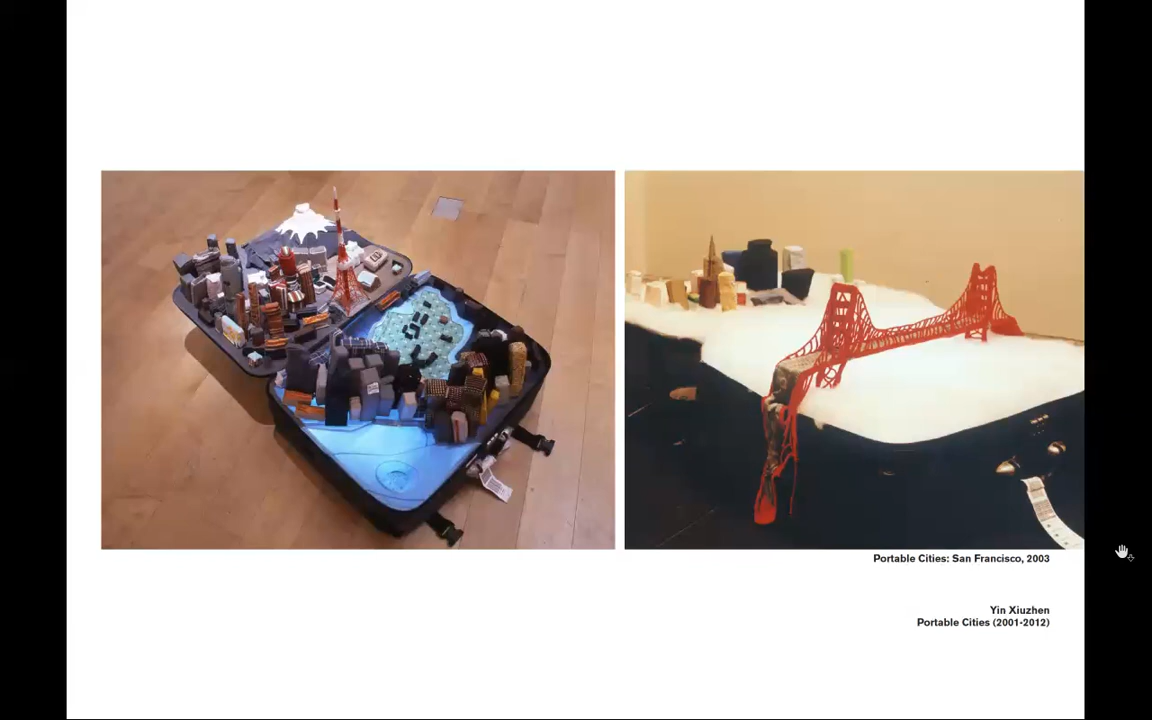 Portable Cities: San Francisco, 2003
Yin Xiuzhen
Portable Cities (2001-2012)